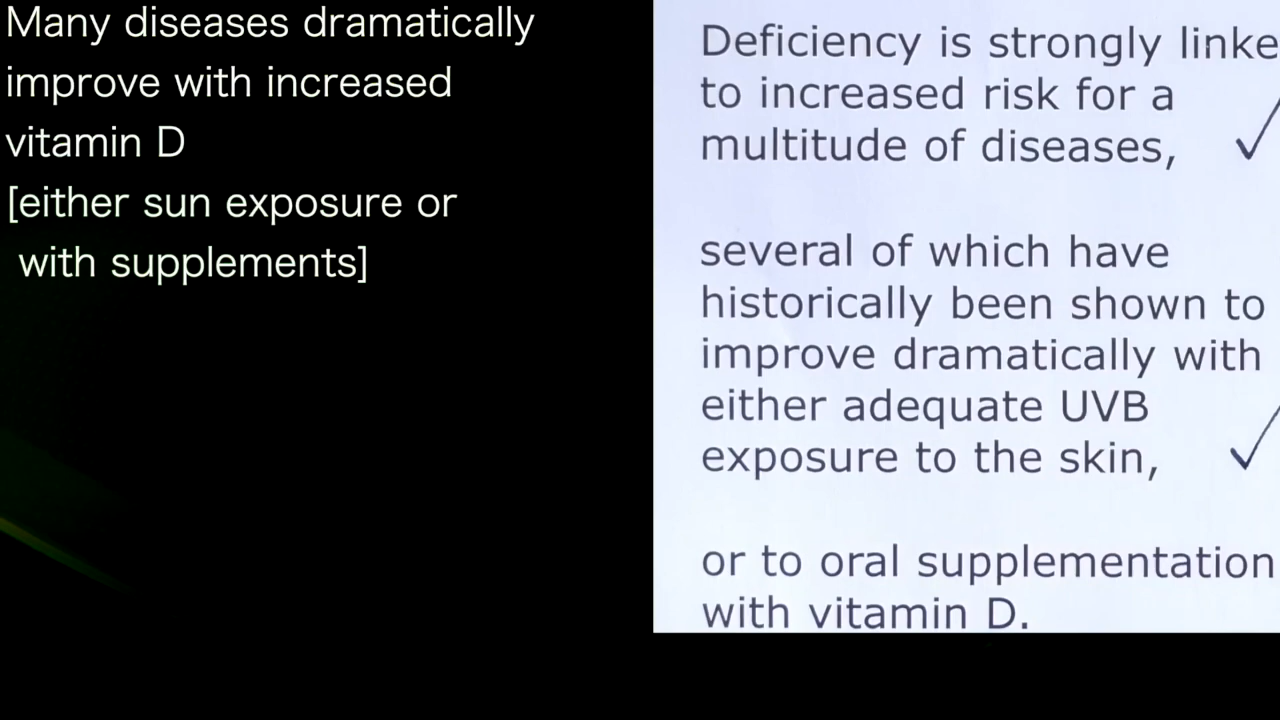 Many diseases dramatically
improve with increased
vitamin D
[either sun exposure or
with supplements]
Deficiency is strongly linke
to increased risk for a
multitude of diseases,
several of which have
historically been shown to
improve dramatically with
either adequate UVB
exposure to the skin,
or to oral supplementation
with vitamin D.